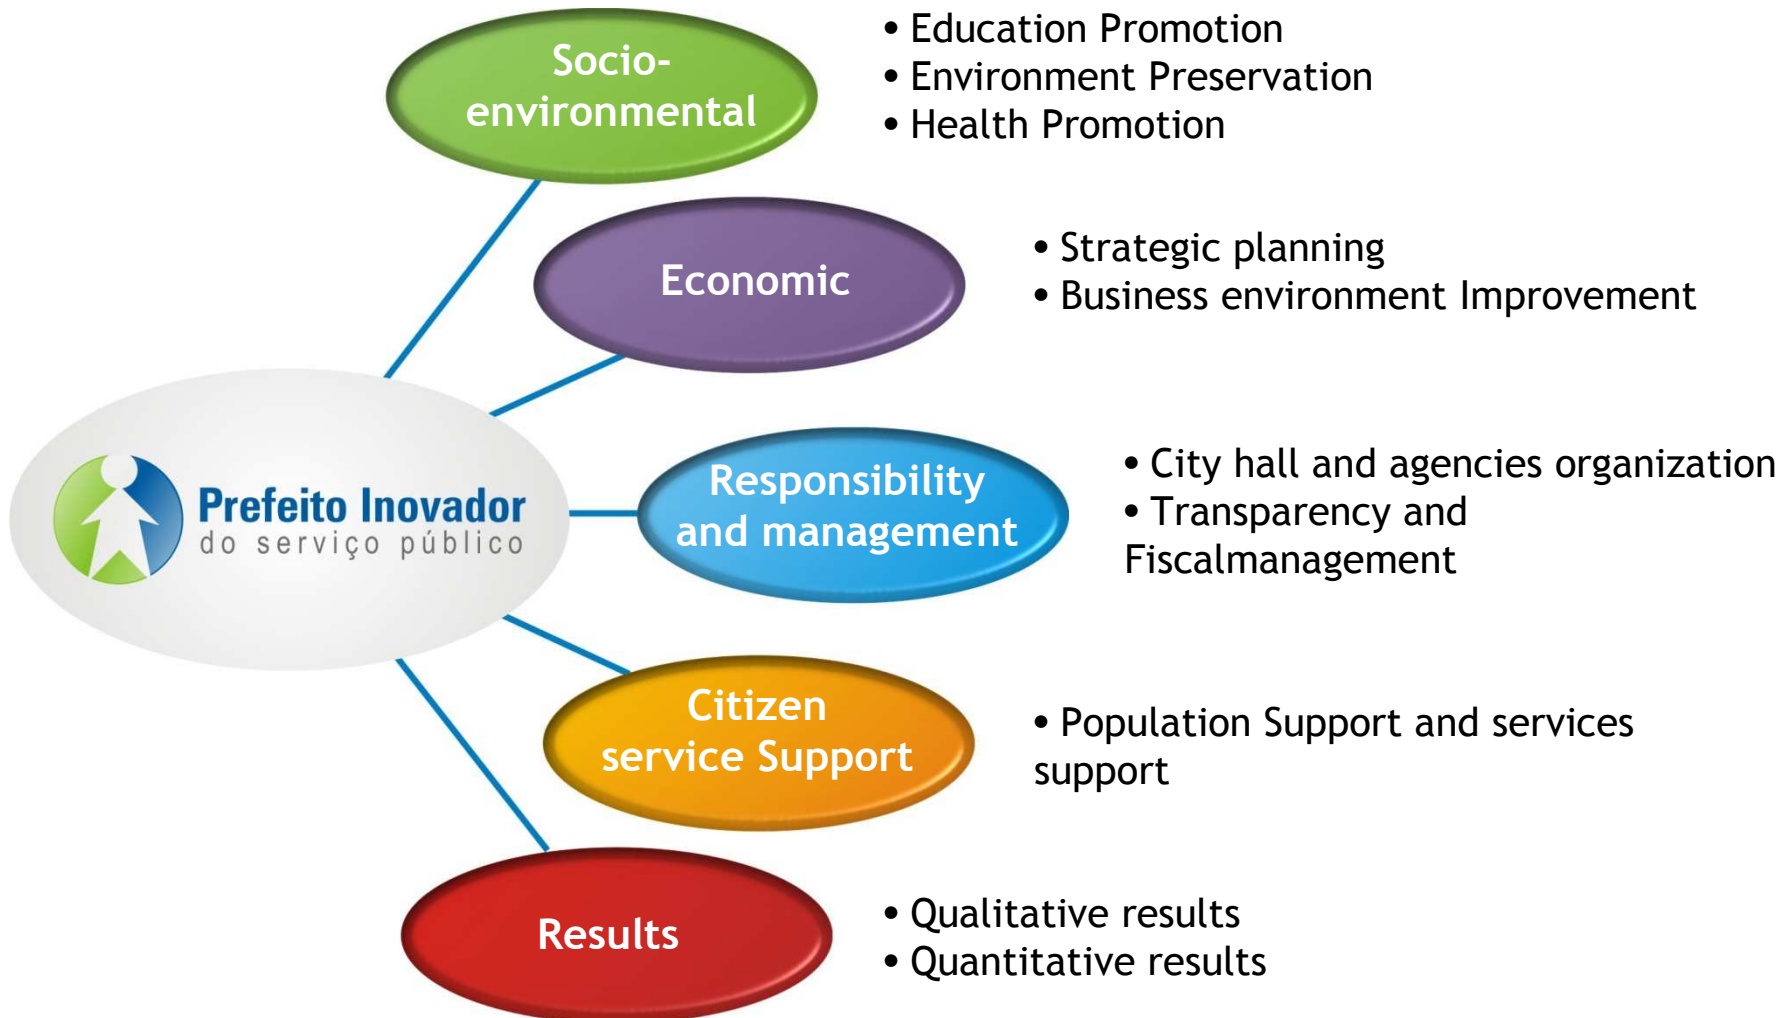 Socio-
environmental
• Education Promotion
• Environment Preservation
• Health Promotion
Economic
• Strategic planning
• Business environment Improvement
Prefeito Inovador
do serviço público
Responsibility
and management
• City hall and agencies organization
• Transparency and
Fiscalmanagement
Citizen
service Support
• Population Support and services
support
Results
• Qualitative results
• Quantitative results